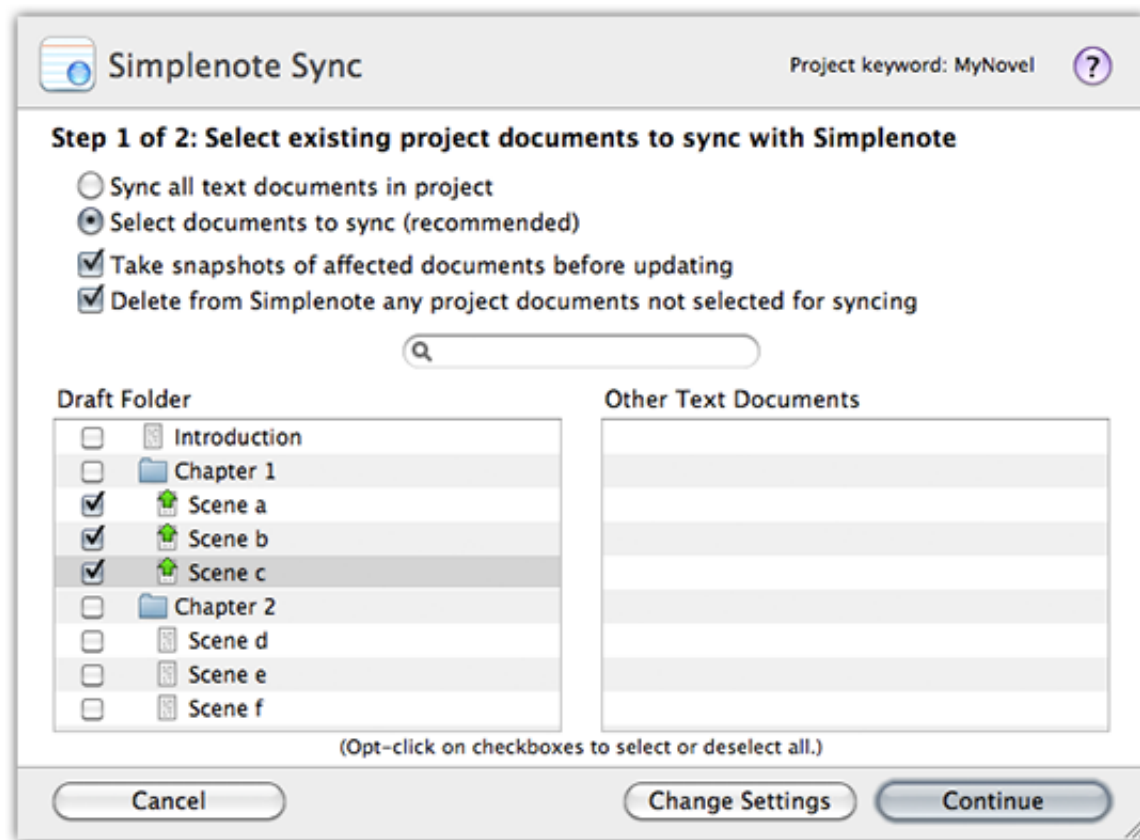 Simplenote Sync
Project keyword: MyNovel
?
Step 1 of 2: Select existing project documents to sync with Simplenote
Sync all text documents in project
Select documents to sync (recommended)
Take snapshots of affected documents before updating
Delete from Simplenote any project documents not selected for syncing
Draft Folder
Introduction
Chapter 1
Scene a
Scene b
Scene c
Chapter 2
Scene d
Scene e
Scene f
Other Text Documents
(Opt-click on checkboxes to select or deselect all.)
Cancel
Change Settings
Continue